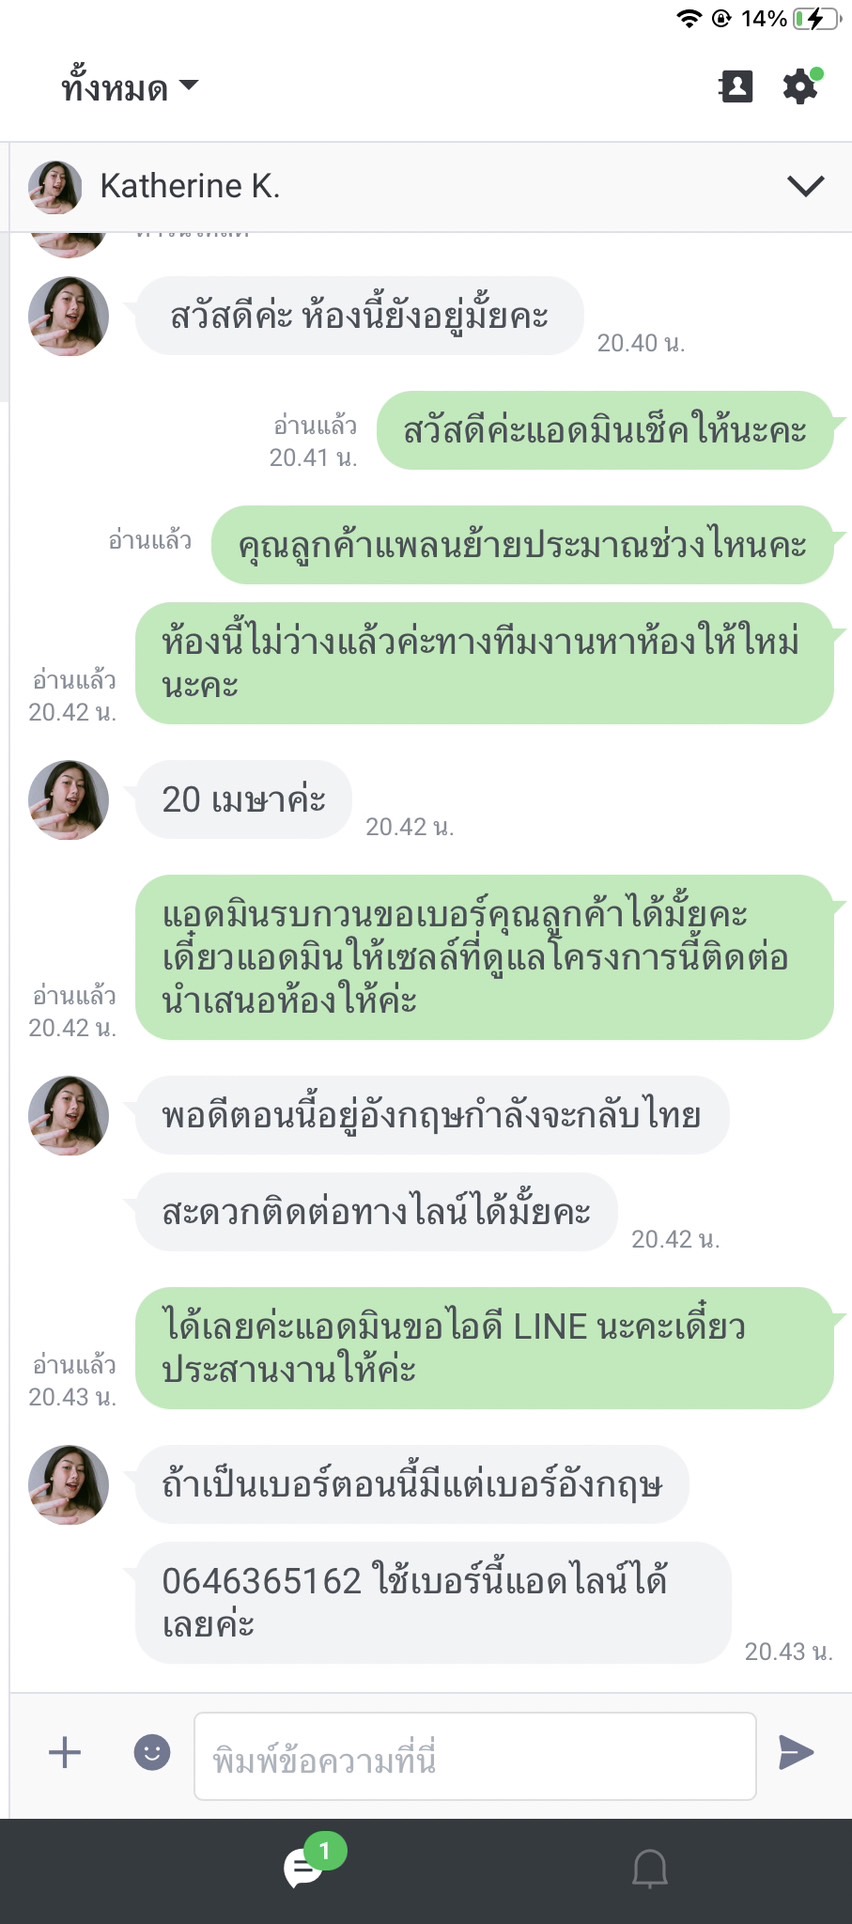 14%
ทั้งหมด
Katherine K.
สวัสดีค่ะ ห้องนี้ยังอยู่มั้ยคะ
20.40 น.
สวัสดีค่ะแอดมินเช็คให้นะคะ
อ่านแล้ว
20.41 น.
คุณลูกค้าแพลนย้ายประมาณช่วงไหนคะ
อ่านแล้ว
ห้องนี้ไม่ว่างแล้วค่ะทางทีมงานหาห้องให้ใหม่
นะคะ
อ่านแล้ว
20.42 น.
20 เมษาค่ะ
20.42 น.
แอดมินรบกวนขอเบอร์คุณลูกค้าได้มั้ยคะ
เดี๋ยวแอดมินให้เซลล์ที่ดูแลโครงการนี้ติดต่อ
นำเสนอห้องให้ค่ะ
อ่านแล้ว
20.42 น.
พอดีตอนนี้อยู่อังกฤษกำลังจะกลับไทย
สะดวกติดต่อทางไลน์ได้มั้ยคะ
20.42 น.
ได้เลยค่ะแอดมินขอไอดี LINE นะคะเดี๋ยว
ประสานงานให้ค่ะ
อ่านแล้ว
20.43 น.
ถ้าเป็นเบอร์ตอนนี้มีแต่เบอร์อังกฤษ
0646365162 ใช้เบอร์นี้แอดไลน์ได้
เลยค่ะ
20.43 น.
พิมพ์ข้อความที่นี่
1